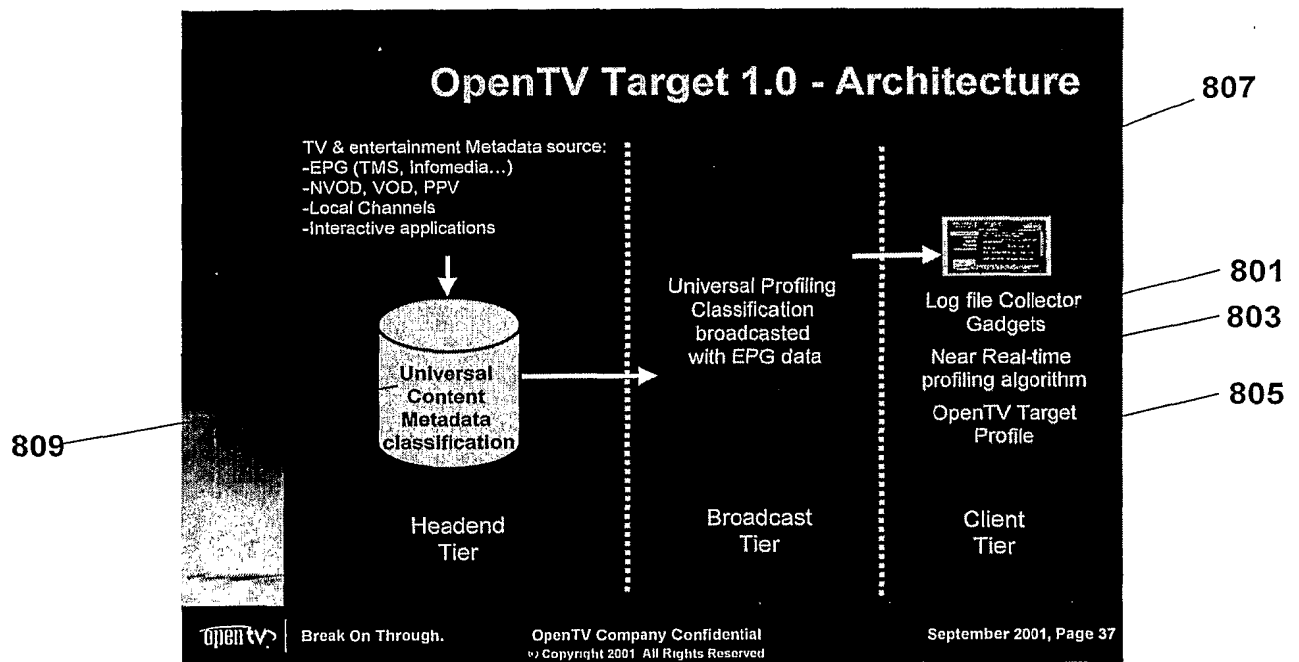 OpenTV Target 1.0 - Architecture
807
TV & entertainment Metadata source:
-EPG (TMS, Infomedia...)
-NVOD, VOD, PPV
-Local Channels
-Interactive applications
Universal
Content
Metadata
classification
809
Headend
Tier
Universal Profiling
Classification
broadcasted
with EPG data
Broadcast
Tier
Log file Collector
Gadgets
801
803
Near Real-time
profiling algorithm
805
OpenTV Target
Profile
Client
Tier
opentv
Break On Through.
OpenTV Company Confidential
(c) Copyright 2001 All Rights Reserved
September 2001, Page 37